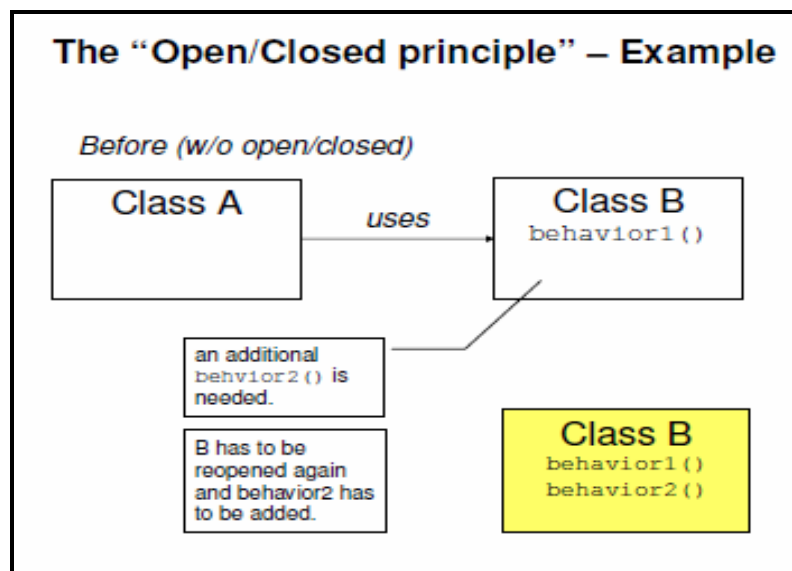 The “Open/Closed principle” – Example
Before (w/o open/closed)
Class A
uses
Class B
behavior1()
an additional
behvior2() is
needed.
B has to be
reopened again
and behavior2 has
to be added.
Class B
behavior1()
behavior2()